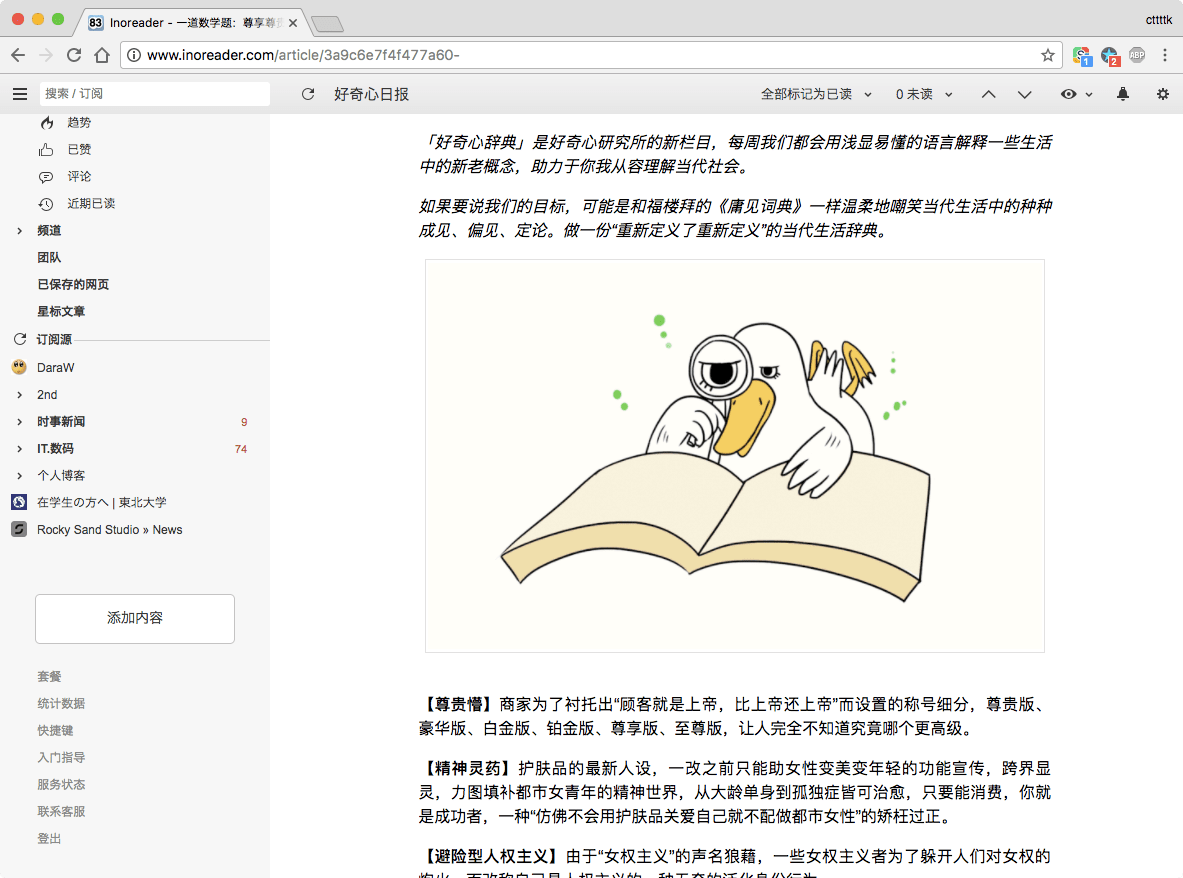 83 Inoreader - 一道数学题：尊享尊贵
cttttk
www.inoreader.com/article/3a9c6e7f4f477a60-
1
2
ABP
搜索 / 订阅
好奇心日报
全部标记为已读
0 未读
趋势
已赞
评论
近期已读
频道
团队
已保存的网页
星标文章
订阅源
DaraW
2nd
时事新闻 9
IT.数码 74
个人博客
在学生の方へ | 東北大学
Rocky Sand Studio » News
添加内容
套餐
统计数据
快捷键
入门指导
服务状态
联系客服
登出
「好奇心辞典」是好奇心研究所的新栏目，每周我们都会用浅显易懂的语言解释一些生活
中的新老概念，助力于你我从容理解当代社会。
如果要说我们的目标，可能是和福楼拜的《庸见词典》一样温柔地嘲笑当代生活中的种种
成见、偏见、定论。做一份“重新定义了重新定义”的当代生活辞典。
【尊贵懵】商家为了衬托出“顾客就是上帝，比上帝还上帝”而设置的称号细分，尊贵版、
豪华版、白金版、铂金版、尊享版、至尊版，让人完全不知道究竟哪个更高级。
【精神灵药】护肤品的最新人设，一改之前只能助女性变美变年轻的功能宣传，跨界显
灵，力图填补都市女青年的精神世界，从大龄单身到孤独症皆可治愈，只要能消费，你就
是成功者，一种“仿佛不会用护肤品关爱自己就不配做都市女性”的矫枉过正。
【避险型人权主义】由于“女权主义”的声名狼藉，一些女权主义者为了躲开人们对女权的